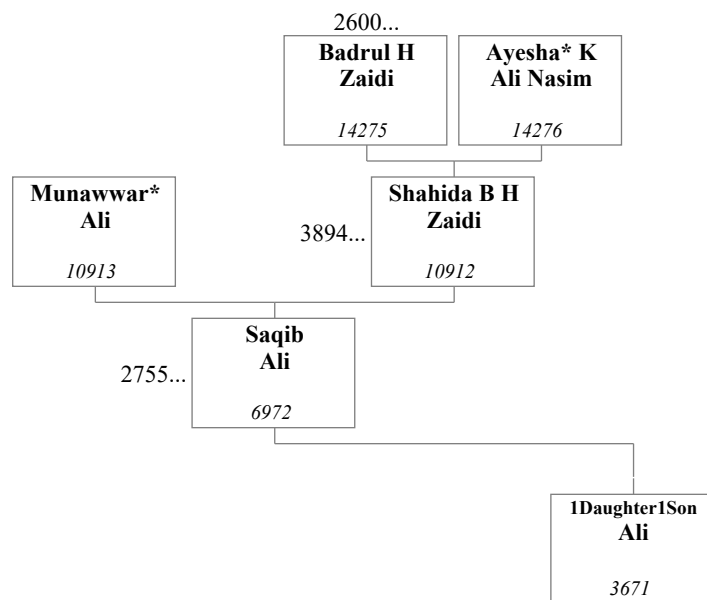 2600...
Badrul H
Zaidi
14275
Ayesha* K
Ali Nasim
14276
Munawwar*
Ali
10913
3894...
Shahida B H
Zaidi
10912
2755...
Saqib
Ali
6972
1Daughter1Son
Ali
3671